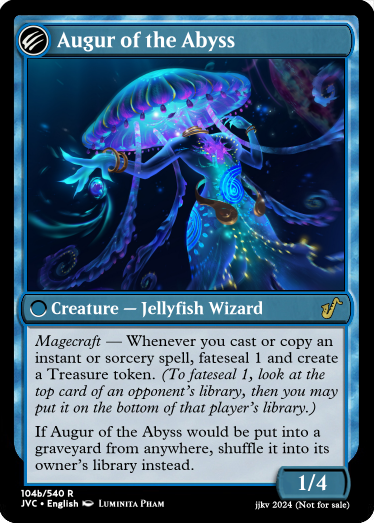 Augur of the Abyss
Creature — Jellyfish Wizard
Magecraft — Whenever you cast or copy an
instant or sorcery spell, fateseal 1 and create
a Treasure token. (To fateseal 1, look at the
top card of an opponent's library, then you may
put it on the bottom of that player's library.)
If Augur of the Abyss would be put into a
graveyard from anywhere, shuffle it into its
owner's library instead.
1/4
104b/540 R
JVC • English LUMINITA PHAM
jjkv 2024 (Not for sale)